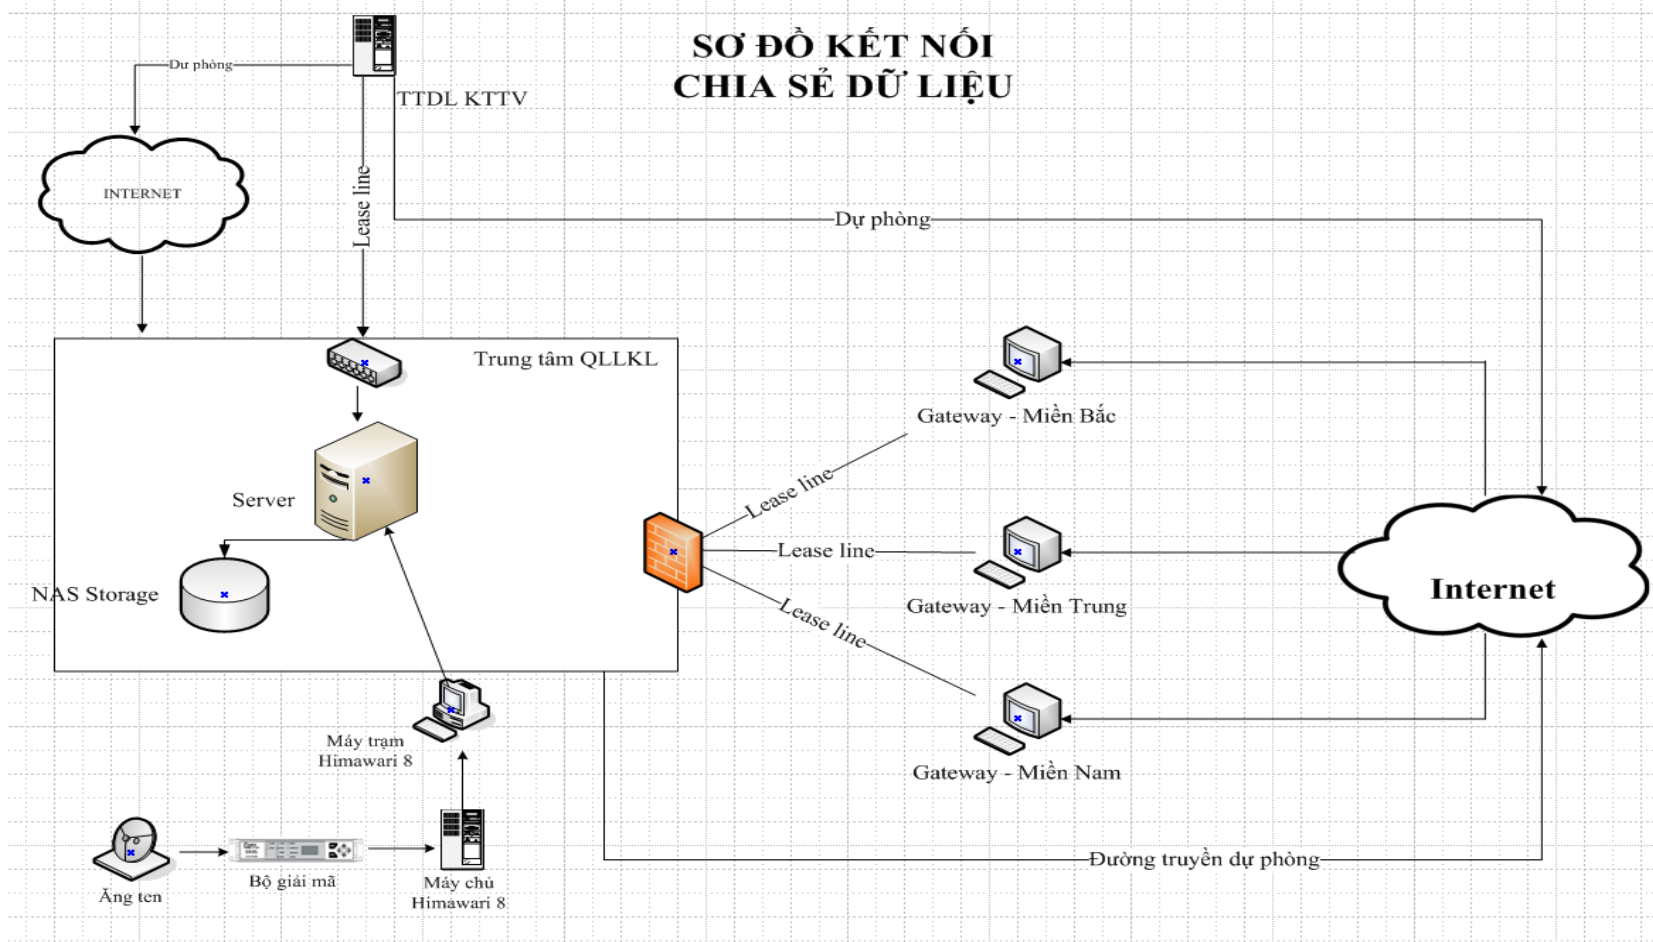 SƠ ĐỒ KẾT NỐI
CHIA SẺ DỮ LIỆU
Dư phòng
TTDL KTTV
INTERNET
Lease line
Dự phòng
Trung tâm QLLKL
Gateway - Miền Bắc
Server
Lease line
Lease line
Internet
NAS Storage
Gateway - Miền Trung
Lease line
Máy trạm
Himawari 8
Gateway - Miền Nam
Đường truyền dự phòng
Ăng ten
Bộ giải mã
Máy chủ
Himawari 8